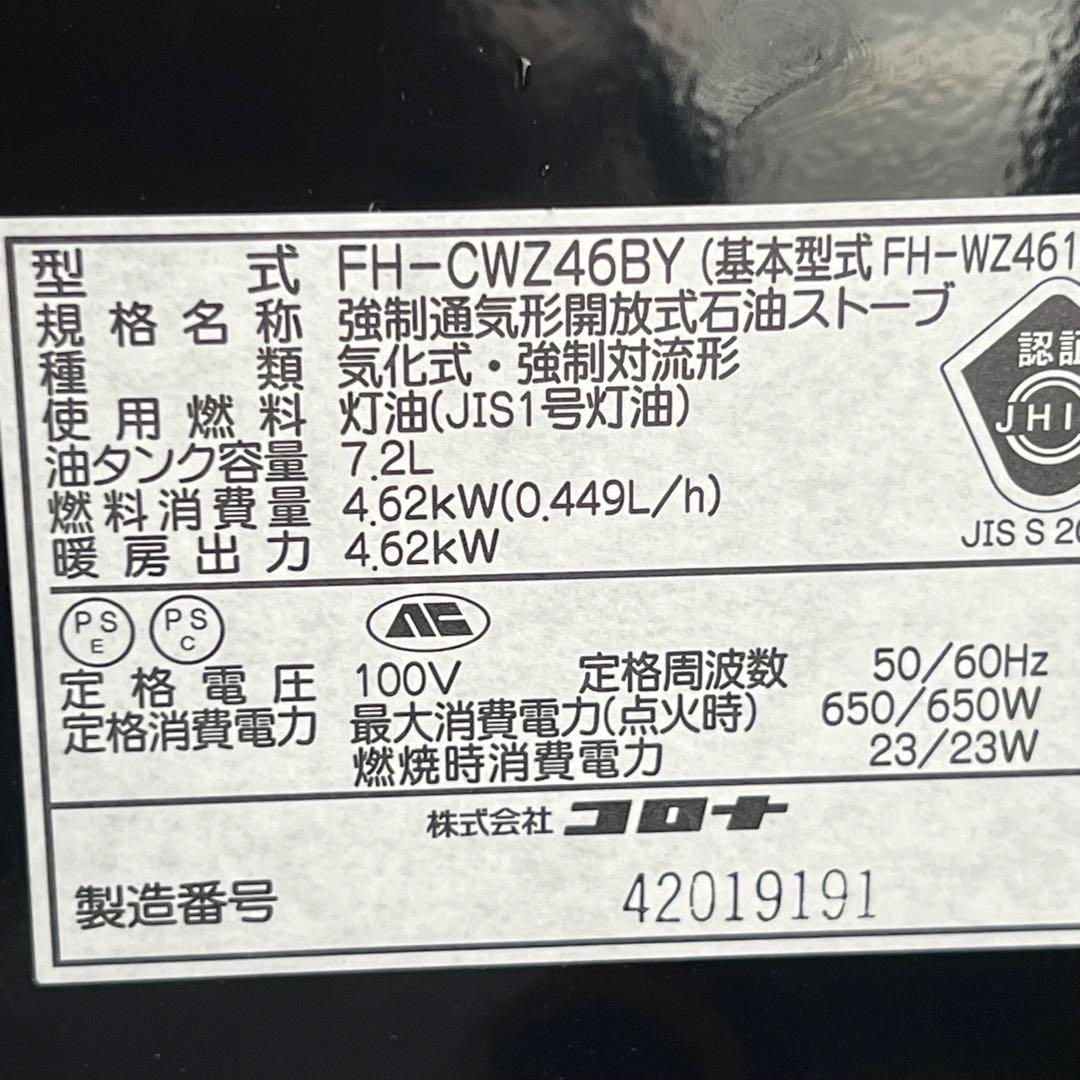 型式 FH-CWZ46BY (基本型式 FH-WZ461
規格名称 強制通気形開放式石油ストーブ
種類 気化式・強制対流形
使用燃料 灯油(JIS1号灯油)
油タンク容量 7.2L
燃料消費量 4.62kW(0.449L/h)
暖房出力 4.62kW
認証
JHI
JIS S 20
PS E PS C
定格電圧 100V 定格周波数 50/60Hz
定格消費電力 最大消費電力(点火時) 650/650W
燃焼時消費電力 23/23W
株式会社 コロナ
製造番号 42019191